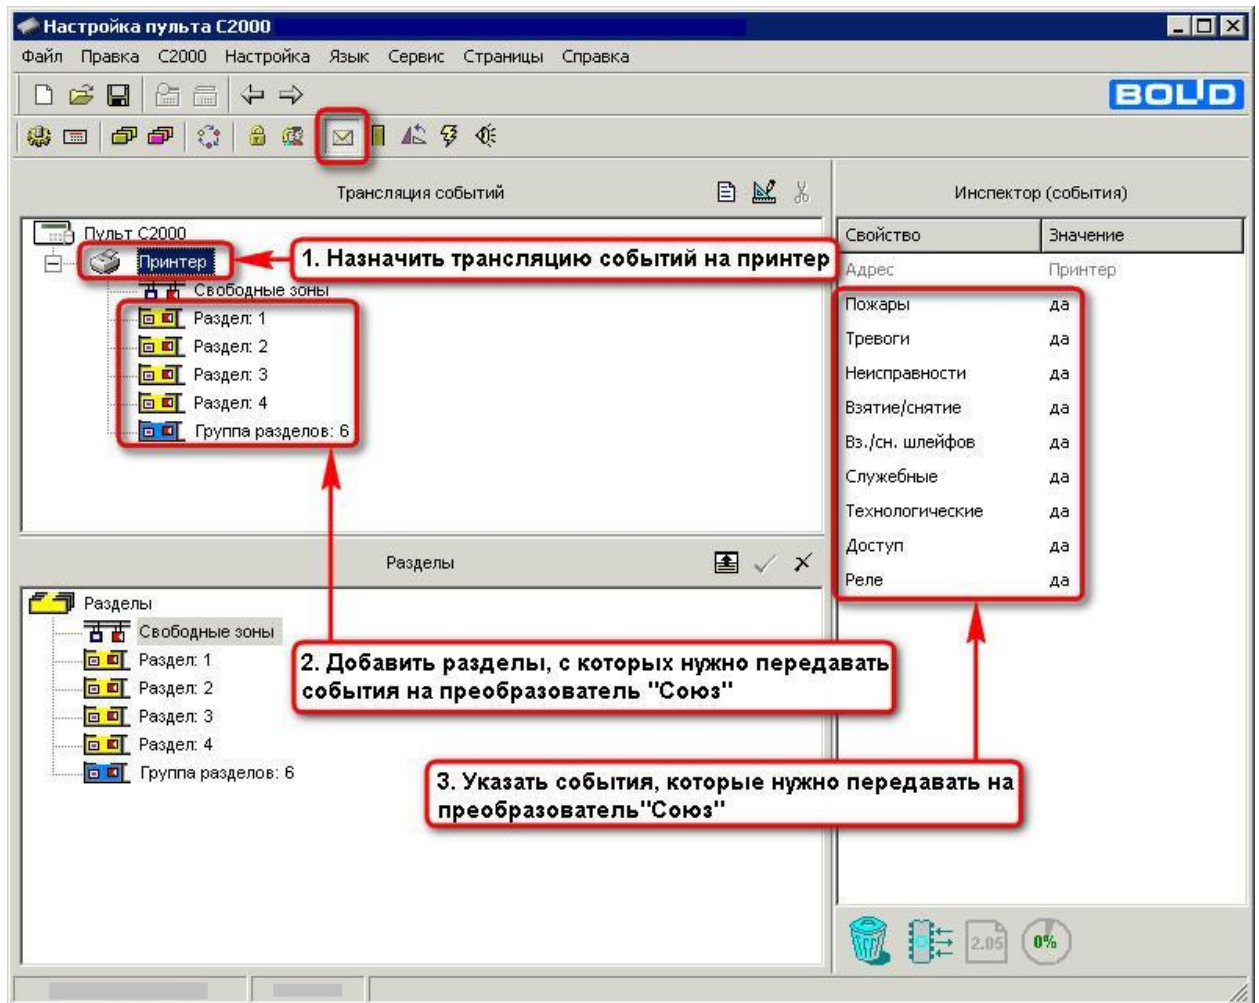 Настройка пульта С2000
Файл Правка С2000 Настройка Язык Сервис Страницы Справка
BOLID
Трансляция событий
Инспектор (события)
Пульт С2000
Принтер
1. Назначить трансляцию событий на принтер
Свободные зоны
Раздел: 1
Раздел: 2
Раздел: 3
Раздел: 4
Группа разделов: 6
Свойство Значение
Адрес Принтер
Пожары да
Тревоги да
Неисправности да
Взятие/снятие да
Вз./сн. шлейфов да
Служебные да
Технологические да
Доступ да
Реле да
Разделы
Разделы
Свободные зоны
Раздел: 1
Раздел: 2
Раздел: 3
Раздел: 4
Группа разделов: 6
2. Добавить разделы, с которых нужно передавать
события на преобразователь "Союз"
3. Указать события, которые нужно передавать на
преобразователь"Союз"
2.05
0%